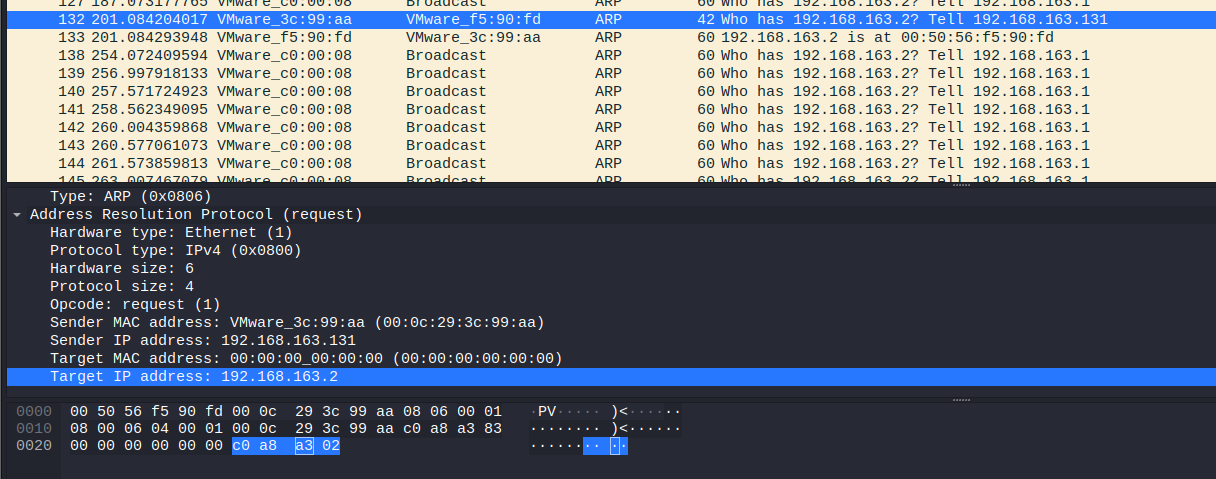 127 187.073177765 VMware_c0:00:08 Broadcast ARP 60 Who has 192.168.163.2? Tell 192.168.163.1
132 201.084204017 VMware_3c:99:aa VMware_f5:90:fd ARP 42 Who has 192.168.163.2? Tell 192.168.163.131
133 201.084293948 VMware_f5:90:fd VMware_3c:99:aa ARP 60 192.168.163.2 is at 00:50:56:f5:90:fd
138 254.072409594 VMware_c0:00:08 Broadcast ARP 60 Who has 192.168.163.2? Tell 192.168.163.1
139 256.997918133 VMware_c0:00:08 Broadcast ARP 60 Who has 192.168.163.2? Tell 192.168.163.1
140 257.571724923 VMware_c0:00:08 Broadcast ARP 60 Who has 192.168.163.2? Tell 192.168.163.1
141 258.562349095 VMware_c0:00:08 Broadcast ARP 60 Who has 192.168.163.2? Tell 192.168.163.1
142 260.004359868 VMware_c0:00:08 Broadcast ARP 60 Who has 192.168.163.2? Tell 192.168.163.1
143 260.577061073 VMware_c0:00:08 Broadcast ARP 60 Who has 192.168.163.2? Tell 192.168.163.1
144 261.573859813 VMware_c0:00:08 Broadcast ARP 60 Who has 192.168.163.2? Tell 192.168.163.1
145 263.007467079 VMware_c0:00:08 Broadcast ARP 60 Who has 192.168.163.2? Tell 192.168.163.1
Type: ARP (0x0806)
Address Resolution Protocol (request)
Hardware type: Ethernet (1)
Protocol type: IPv4 (0x0800)
Hardware size: 6
Protocol size: 4
Opcode: request (1)
Sender MAC address: VMware_3c:99:aa (00:0c:29:3c:99:aa)
Sender IP address: 192.168.163.131
Target MAC address: 00:00:00_00:00:00 (00:00:00:00:00:00)
Target IP address: 192.168.163.2
0000 00 50 56 f5 90 fd 00 0c 29 3c 99 aa 08 06 00 01 ·PV····· )<······
0010 08 00 06 04 00 01 00 0c 29 3c 99 aa c0 a8 a3 83 ········ )<······
0020 00 00 00 00 00 00 c0 a8 a3 02 ········ ··